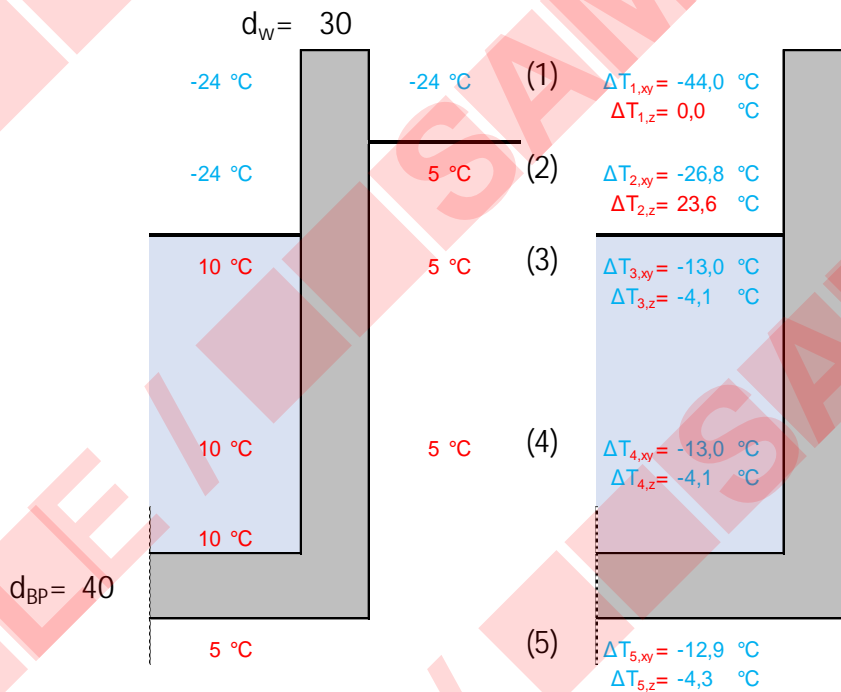 dW= 30
-24 °C -24 °C (1) ΔT1,xy= -44,0 °C
ΔT1,z= 0,0 °C
-24 °C 5 °C (2) ΔT2,xy= -26,8 °C
ΔT2,z= 23,6 °C
10 °C 5 °C (3) ΔT3,xy= -13,0 °C
ΔT3,z= -4,1 °C
10 °C 5 °C (4) ΔT4,xy= -13,0 °C
ΔT4,z= -4,1 °C
10 °C
dBP= 40
5 °C (5) ΔT5,xy= -12,9 °C
ΔT5,z= -4,3 °C